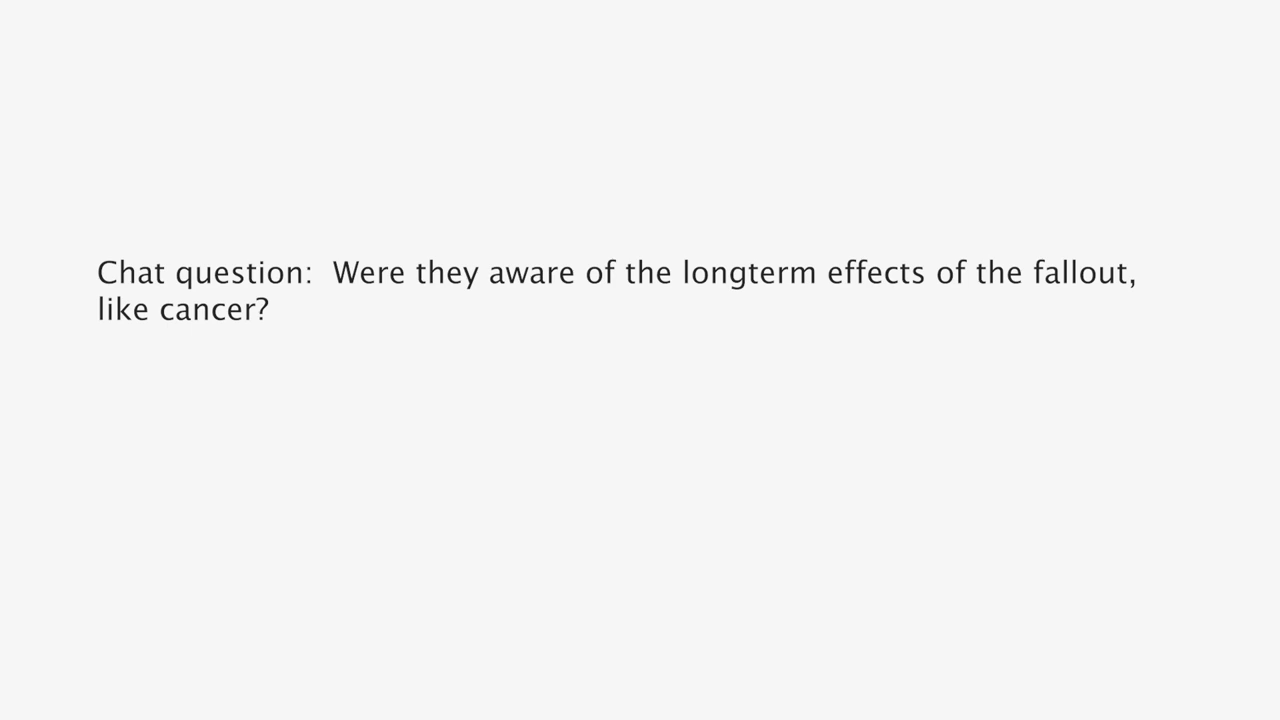 Chat question:  Were they aware of the longterm effects of the fallout,
like cancer?